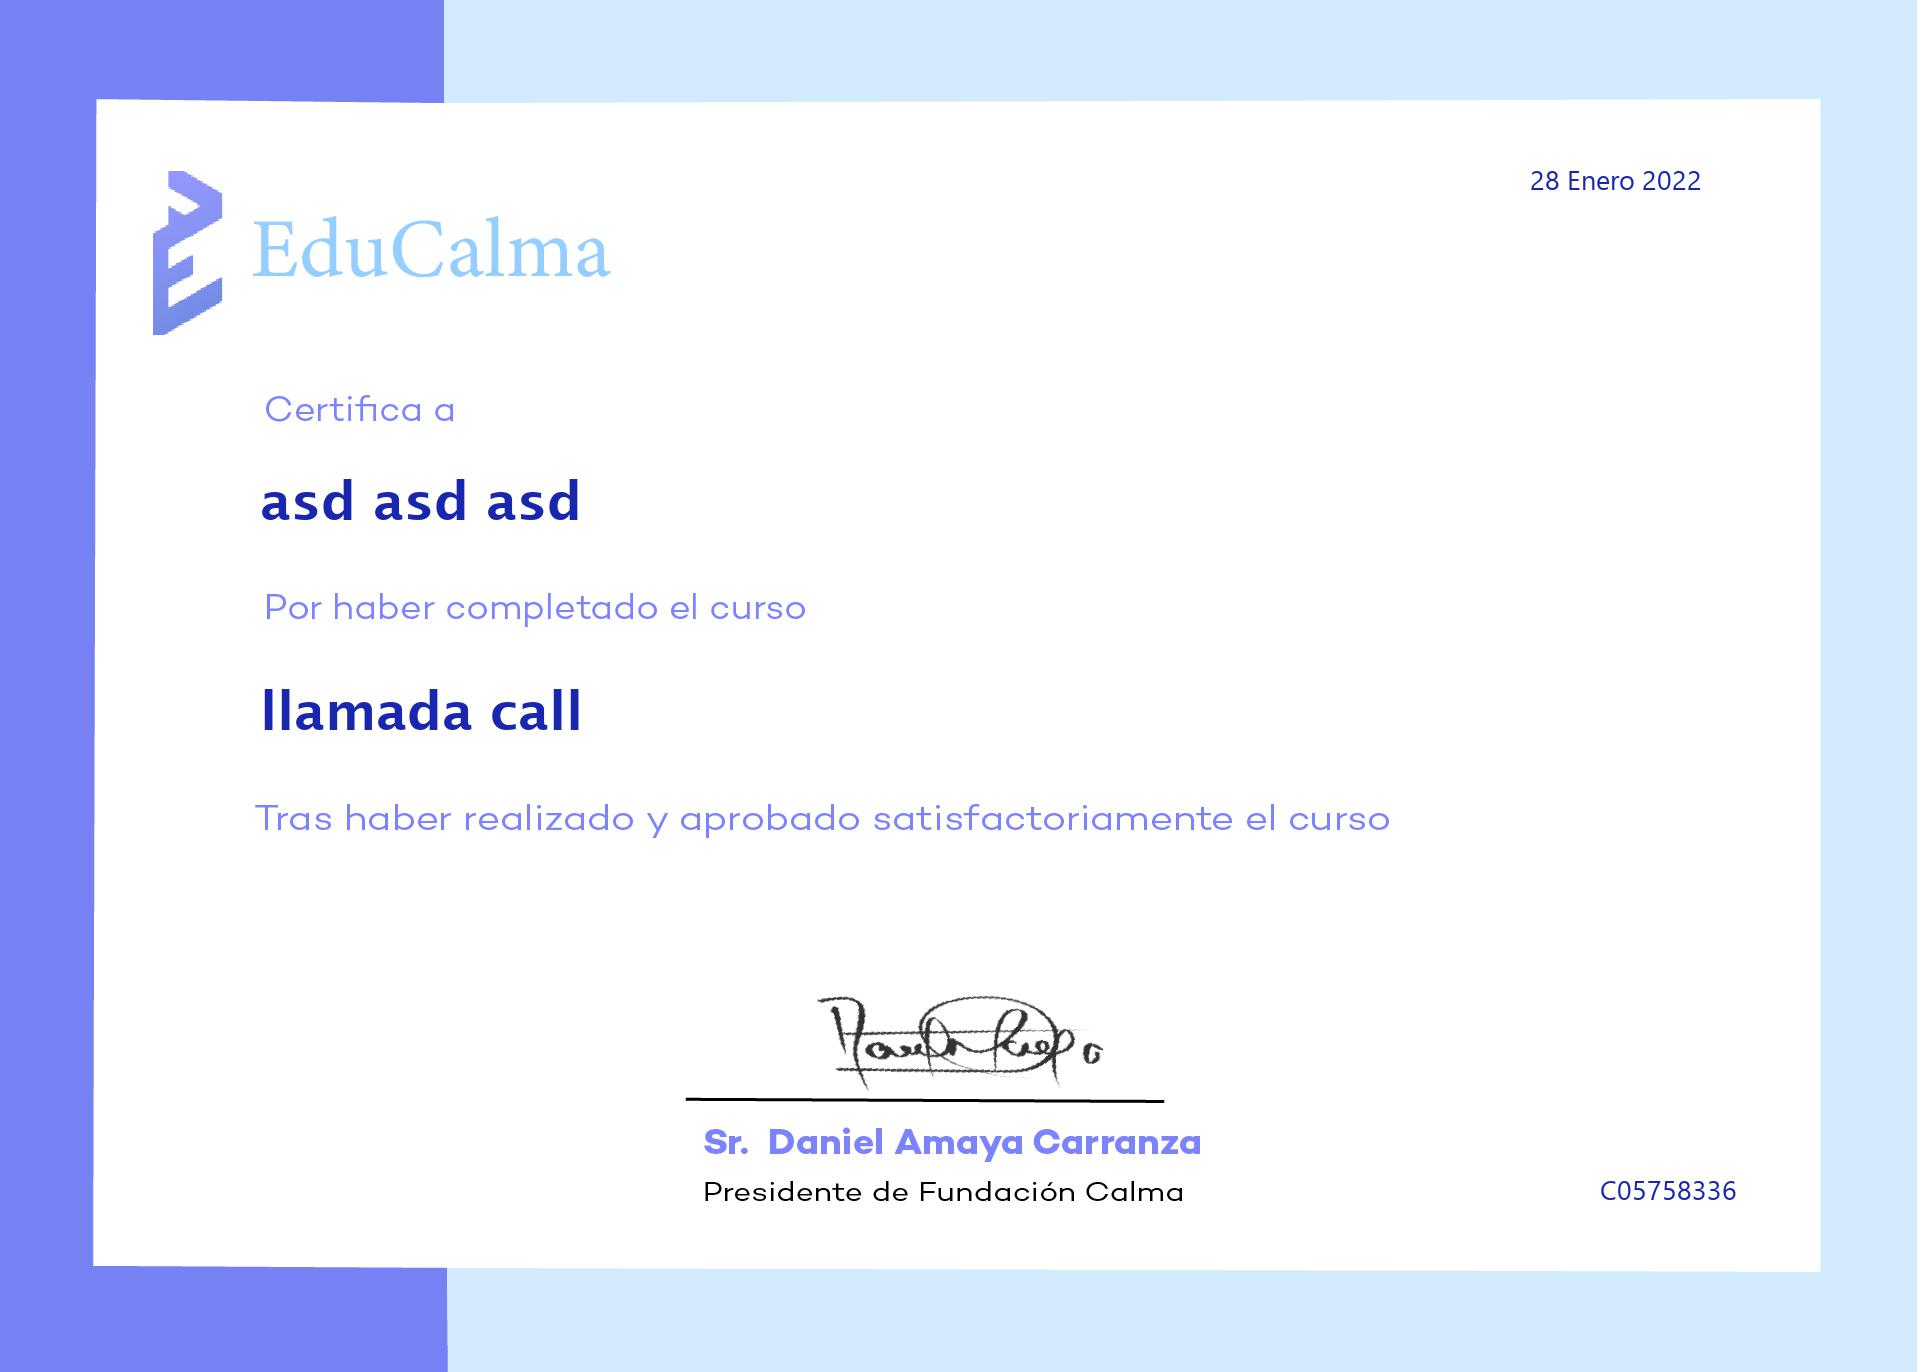 28 Enero 2022
EduCalma
Certifica a
asd asd asd
Por haber completado el curso
llamada call
Tras haber realizado y aprobado satisfactoriamente el curso
Sr. Daniel Amaya Carranza
Presidente de Fundación Calma
C05758336